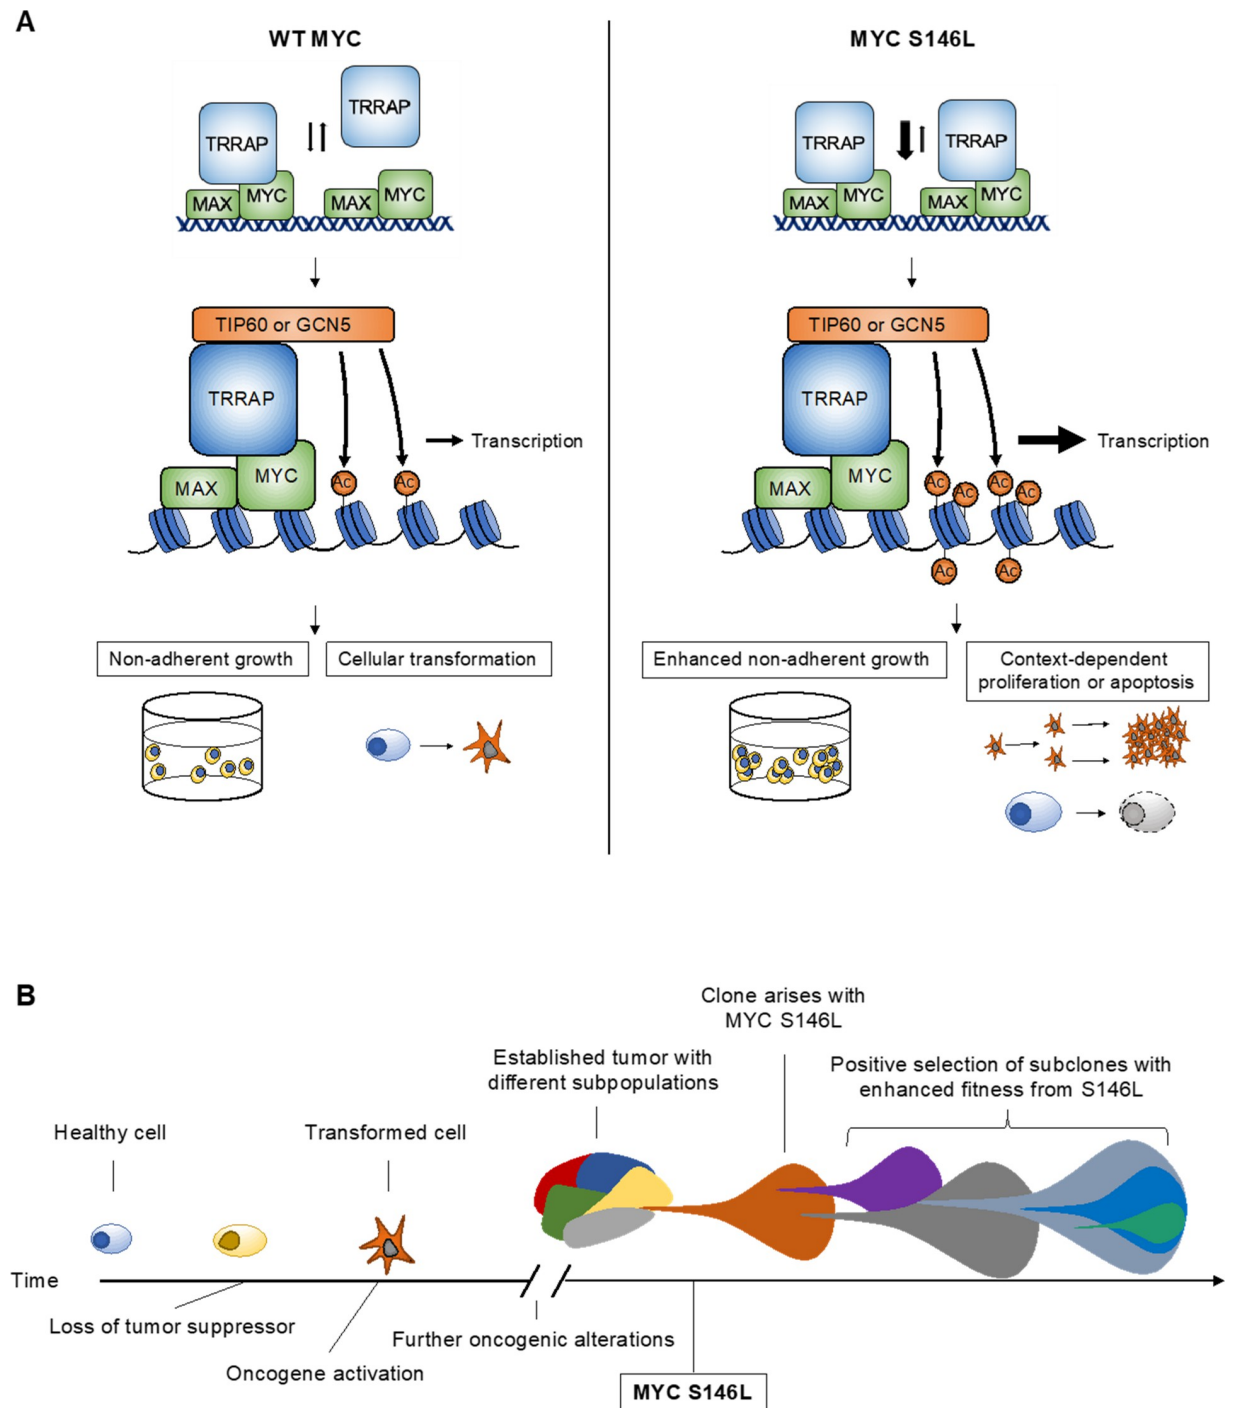 A
WT MYC
TRRAP
TRRAP
MAX
MYC
MAX
MYC
TIP60 or GCN5
TRRAP
MAX
MYC
Ac
Ac
Transcription
Non-adherent growth
Cellular transformation
MYC S146L
TRRAP
TRRAP
MAX
MYC
MAX
MYC
TIP60 or GCN5
TRRAP
MAX
MYC
Ac
Ac
Ac
Ac
Ac
Ac
Transcription
Enhanced non-adherent growth
Context-dependent
proliferation or apoptosis
B
Clone arises with
MYC S146L
Established tumor with
different subpopulations
Positive selection of subclones with
enhanced fitness from S146L
Healthy cell
Transformed cell
Time
Loss of tumor suppressor
Oncogene activation
Further oncogenic alterations
MYC S146L